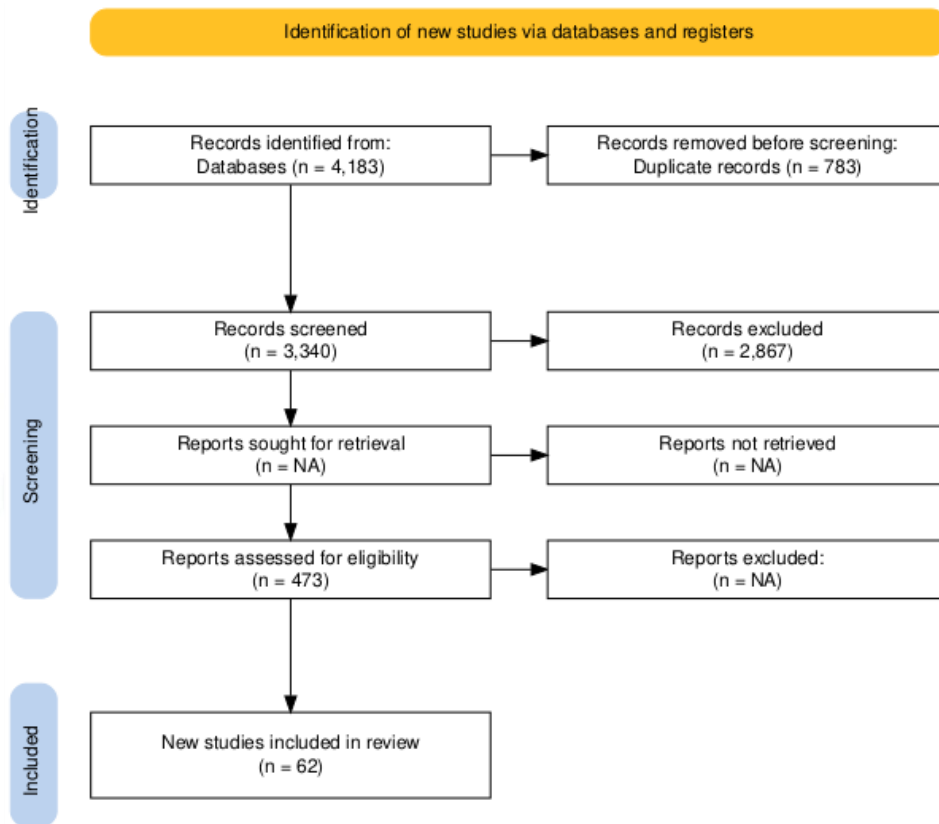 Identification of new studies via databases and registers
Identification
Records identified from:
Databases (n = 4,183)
Records removed before screening:
Duplicate records (n = 783)
Screening
Records screened
(n = 3,340)
Records excluded
(n = 2,867)
Reports sought for retrieval
(n = NA)
Reports not retrieved
(n = NA)
Reports assessed for eligibility
(n = 473)
Reports excluded:
(n = NA)
Included
New studies included in review
(n = 62)